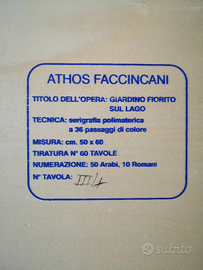 ATHOS FACCINCANI
TITOLO DELL'OPERA: GIARDINO FIORITO
SUL LAGO
TECNICA: serigrafia polimaterica
a 36 passaggi di colore
MISURA: cm. 50 x 60
TIRATURA N° 60 TAVOLE
NUMERAZIONE: 50 Arabi, 10 Romani
N° TAVOLA:
subito